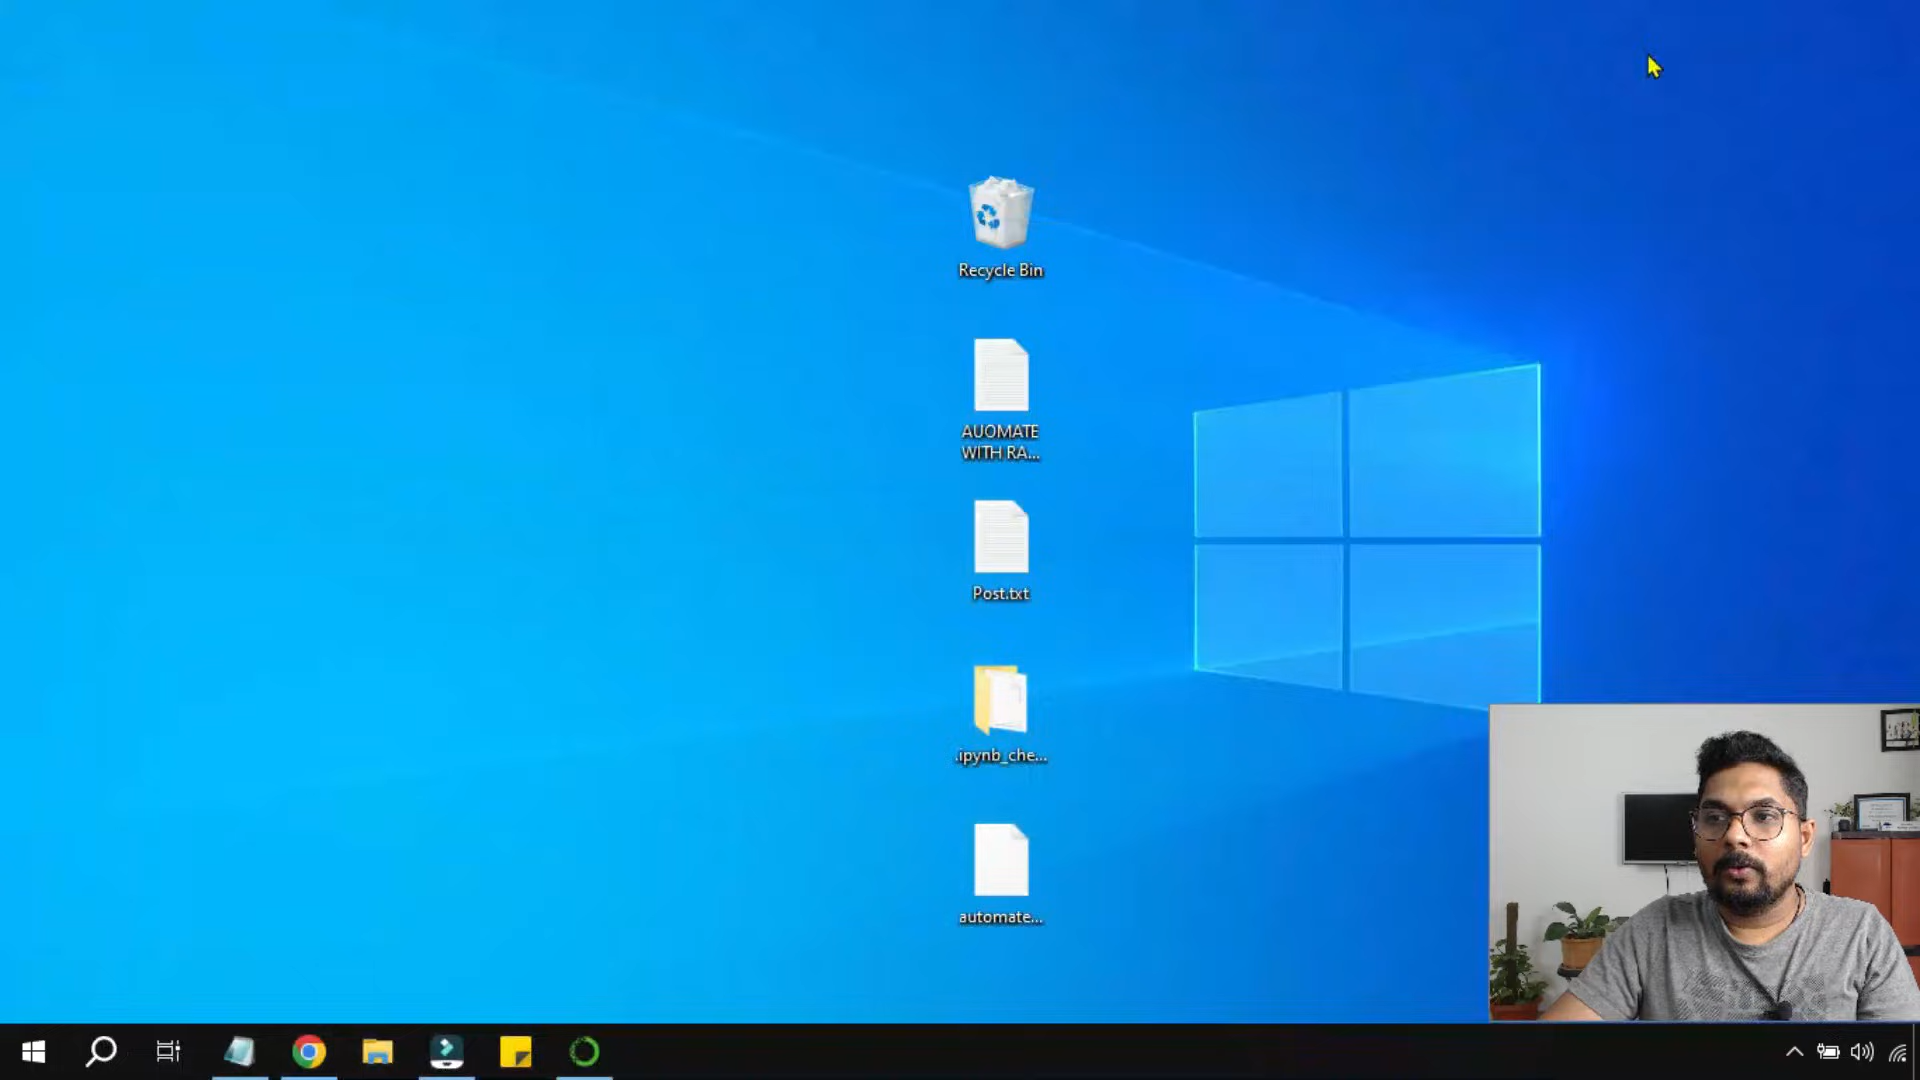 Recycle Bin
AUOMATE
WITH RA...
Post.txt
.ipynb_che...
automate...